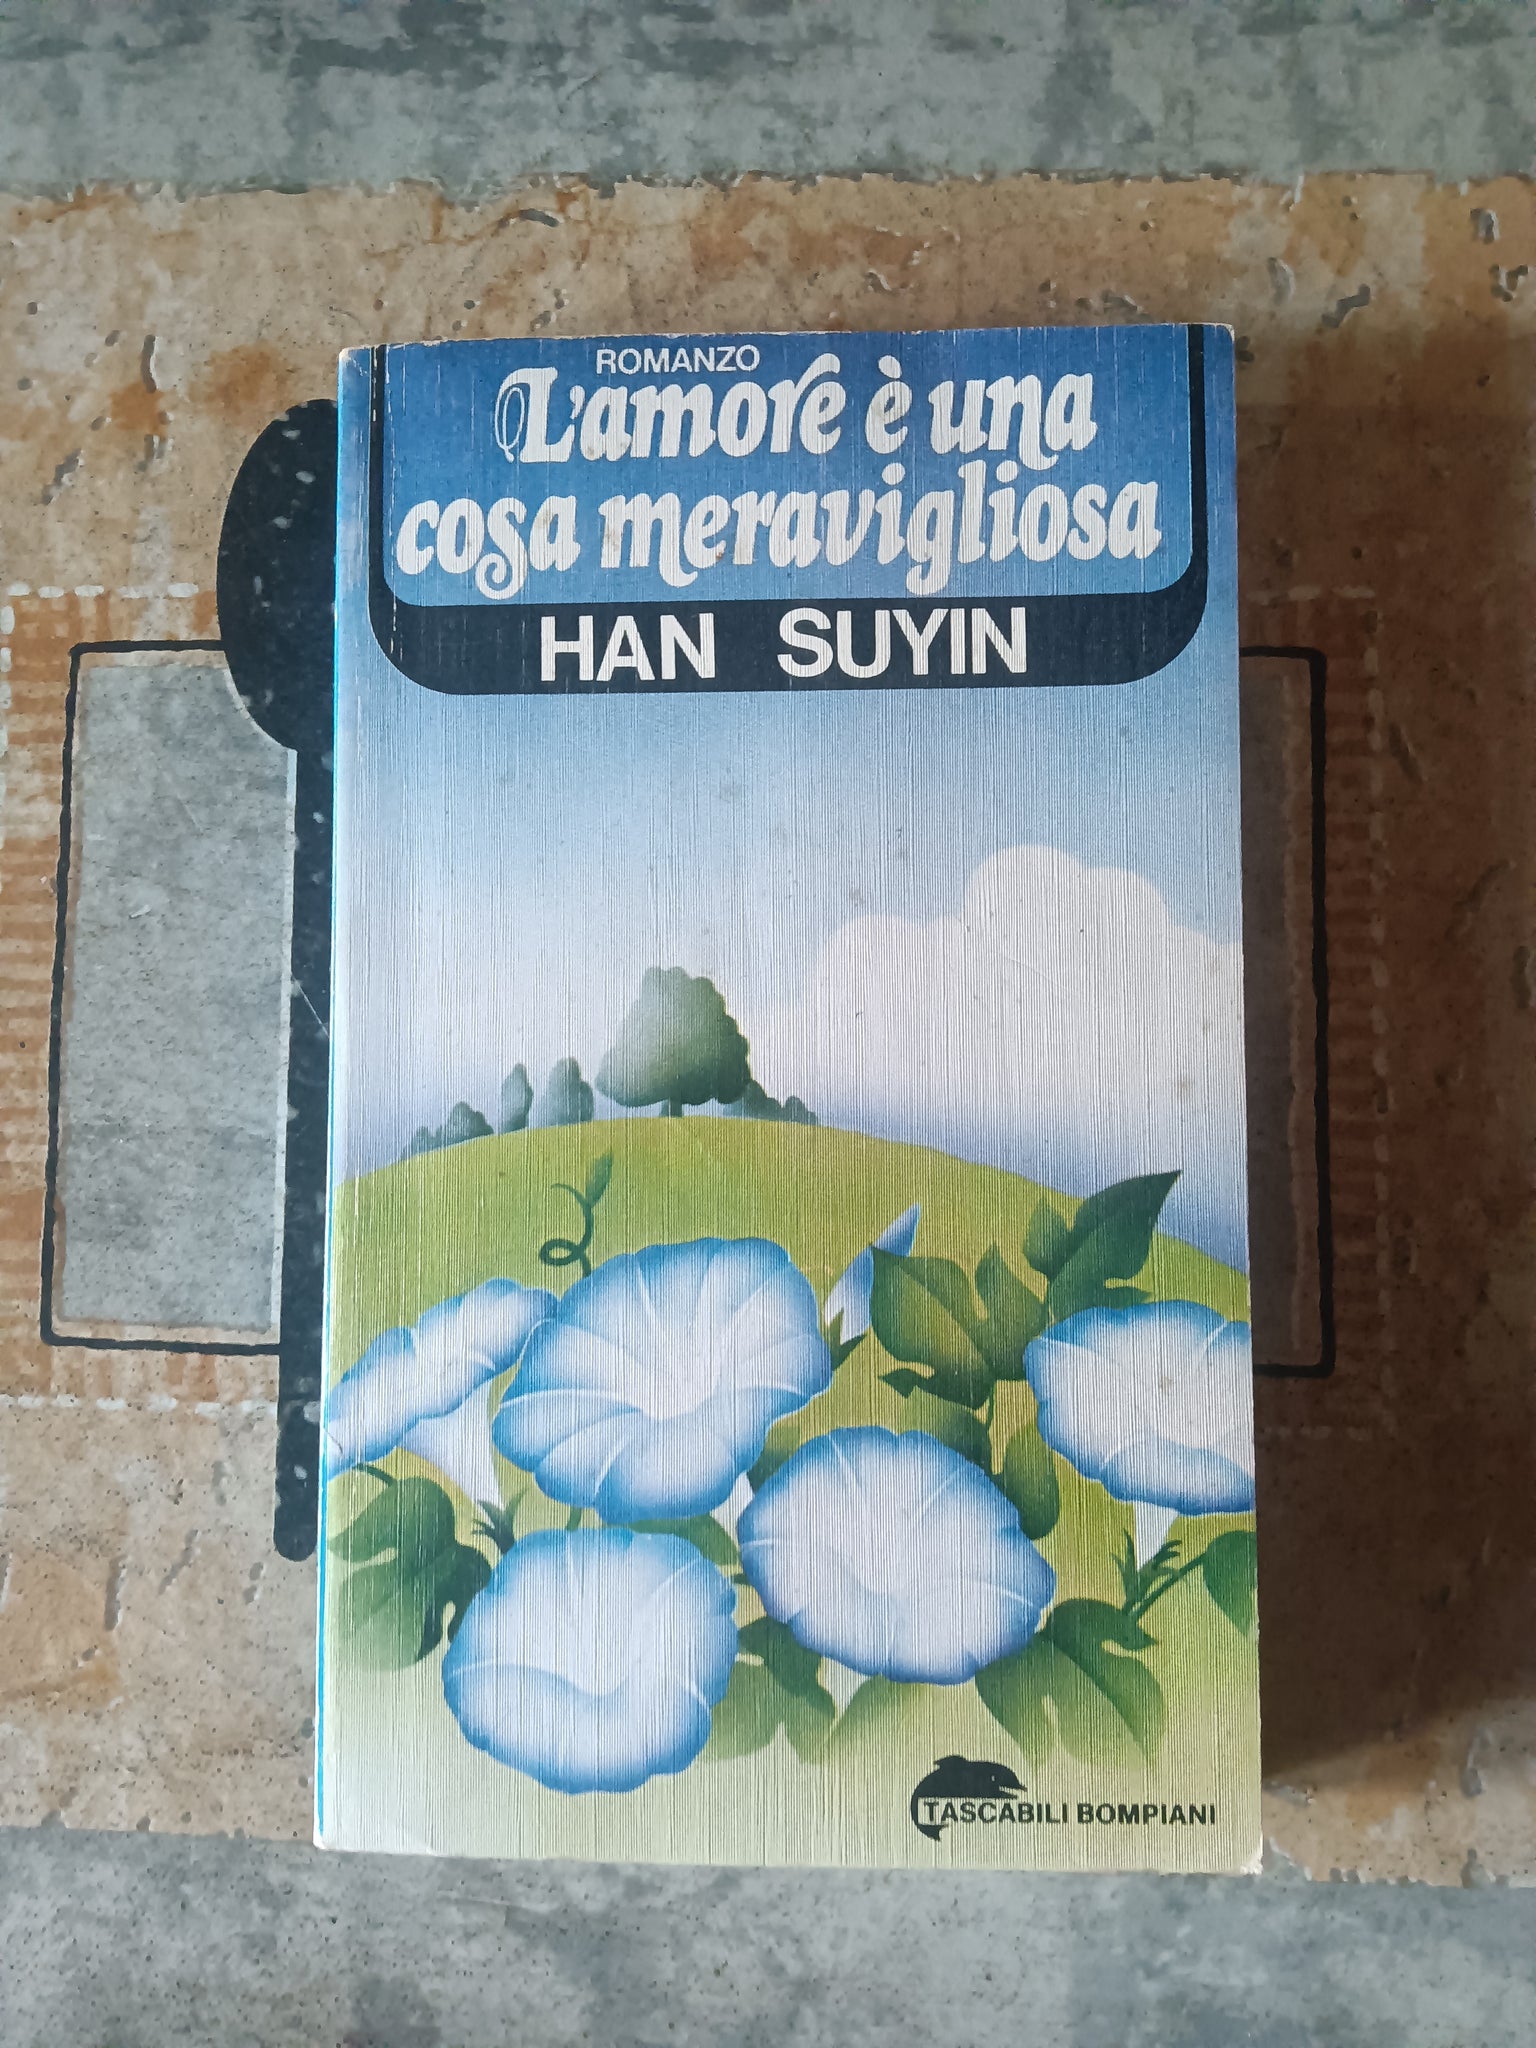 ROMANZO
L'amore è una
cosa meravigliosa
HAN SUYIN
TASCABILI BOMPIANI